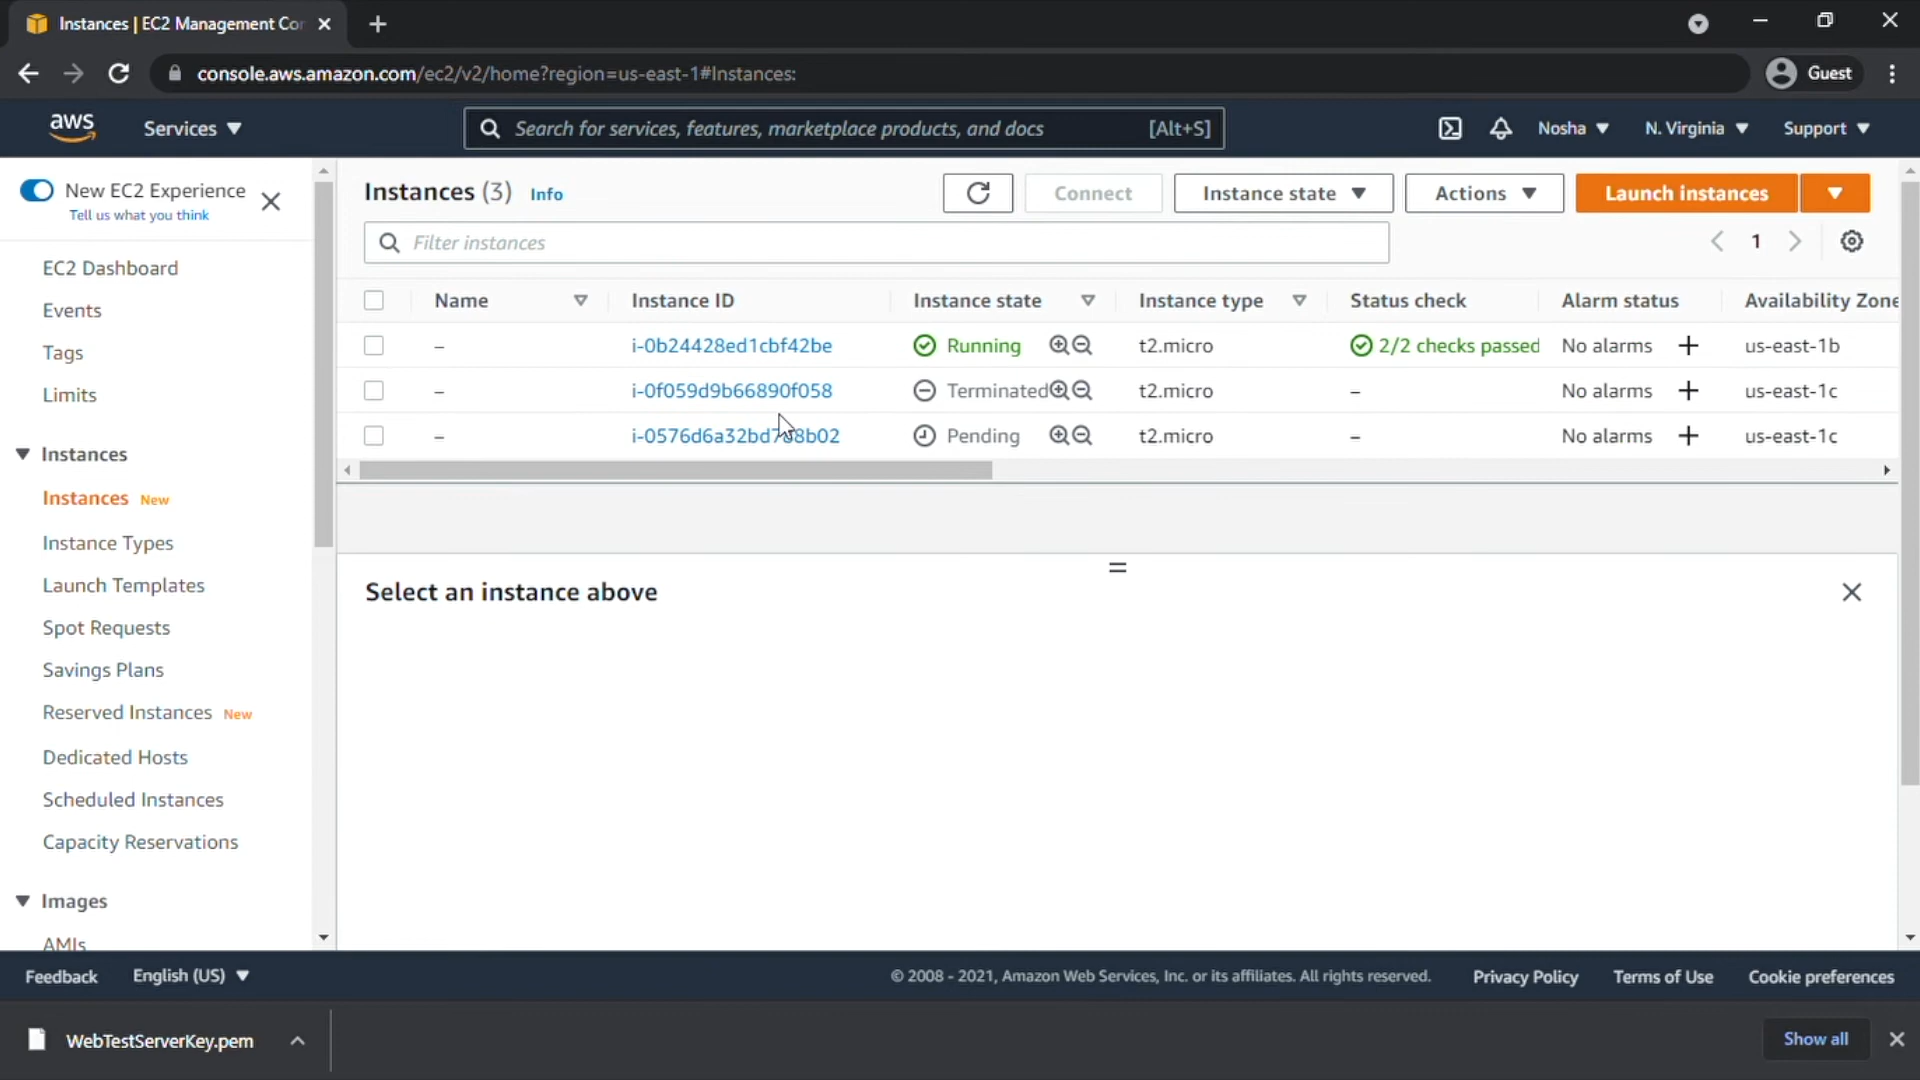 Instances | EC2 Management Cor
console.aws.amazon.com/ec2/v2/home?region=us-east-1#Instances:
Guest
aws
Services
Search for services, features, marketplace products, and docs
[Alt+S]
Nosha
N. Virginia
Support
New EC2 Experience
Tell us what you think
EC2 Dashboard
Events
Tags
Limits
Instances
Instances New
Instance Types
Launch Templates
Spot Requests
Savings Plans
Reserved Instances New
Dedicated Hosts
Scheduled Instances
Capacity Reservations
Images
AMIs
Instances (3) Info
Connect
Instance state
Actions
Launch instances
Filter instances
1
Name Instance ID Instance state Instance type Status check Alarm status Availability Zone
– i-0b24428ed1cbf42be Running t2.micro 2/2 checks passed No alarms + us-east-1b
– i-0f059d9b66890f058 Terminated t2.micro – No alarms + us-east-1c
– Pending t2.micro – No alarms + us-east-1c
Select an instance above
Feedback
English (US)
© 2008 - 2021, Amazon Web Services, Inc. or its affiliates. All rights reserved.
Privacy Policy
Terms of Use
Cookie preferences
WebTestServerKey.pem
Show all